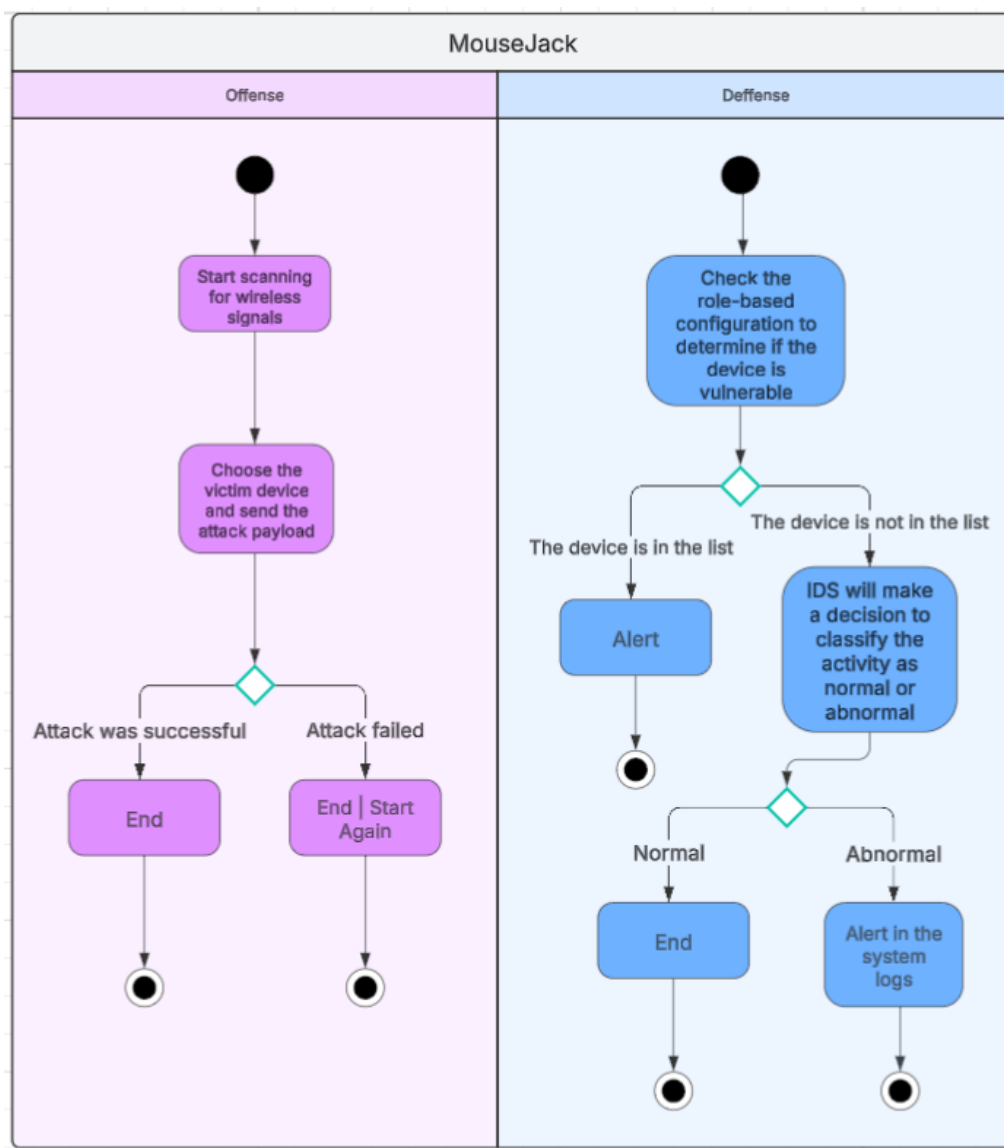 MouseJack
Offense
Deffense
Start scanning
for wireless
signals
Choose the
victim device
and send the
attack payload
Attack was successful
Attack failed
End
End | Start
Again
Check the
role-based
configuration to
determine if the
device is
vulnerable
The device is in the list
The device is not in the list
Alert
IDS will make
a decision to
classify the
activity as
normal or
abnormal
Normal
Abnormal
End
Alert in the
system
logs